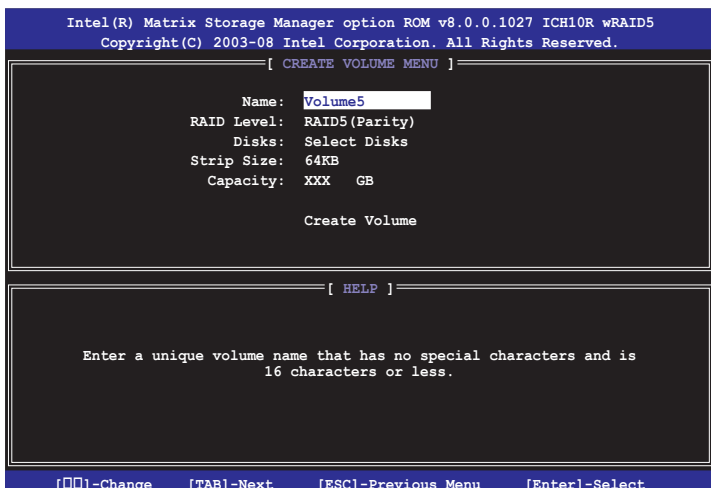 Intel(R) Matrix Storage Manager option ROM v8.0.0.1027 ICH10R wRAID5
Copyright(C) 2003-08 Intel Corporation. All Rights Reserved.
[ CREATE VOLUME MENU ]
Name: Volume5
RAID Level: RAID5(Parity)
Disks: Select Disks
Strip Size: 64KB
Capacity: XXX GB
Create Volume
[ HELP ]
Enter a unique volume name that has no special characters and is
16 characters or less.
[▯▯]-Change [TAB]-Next [ESC]-Previous Menu [Enter]-Select